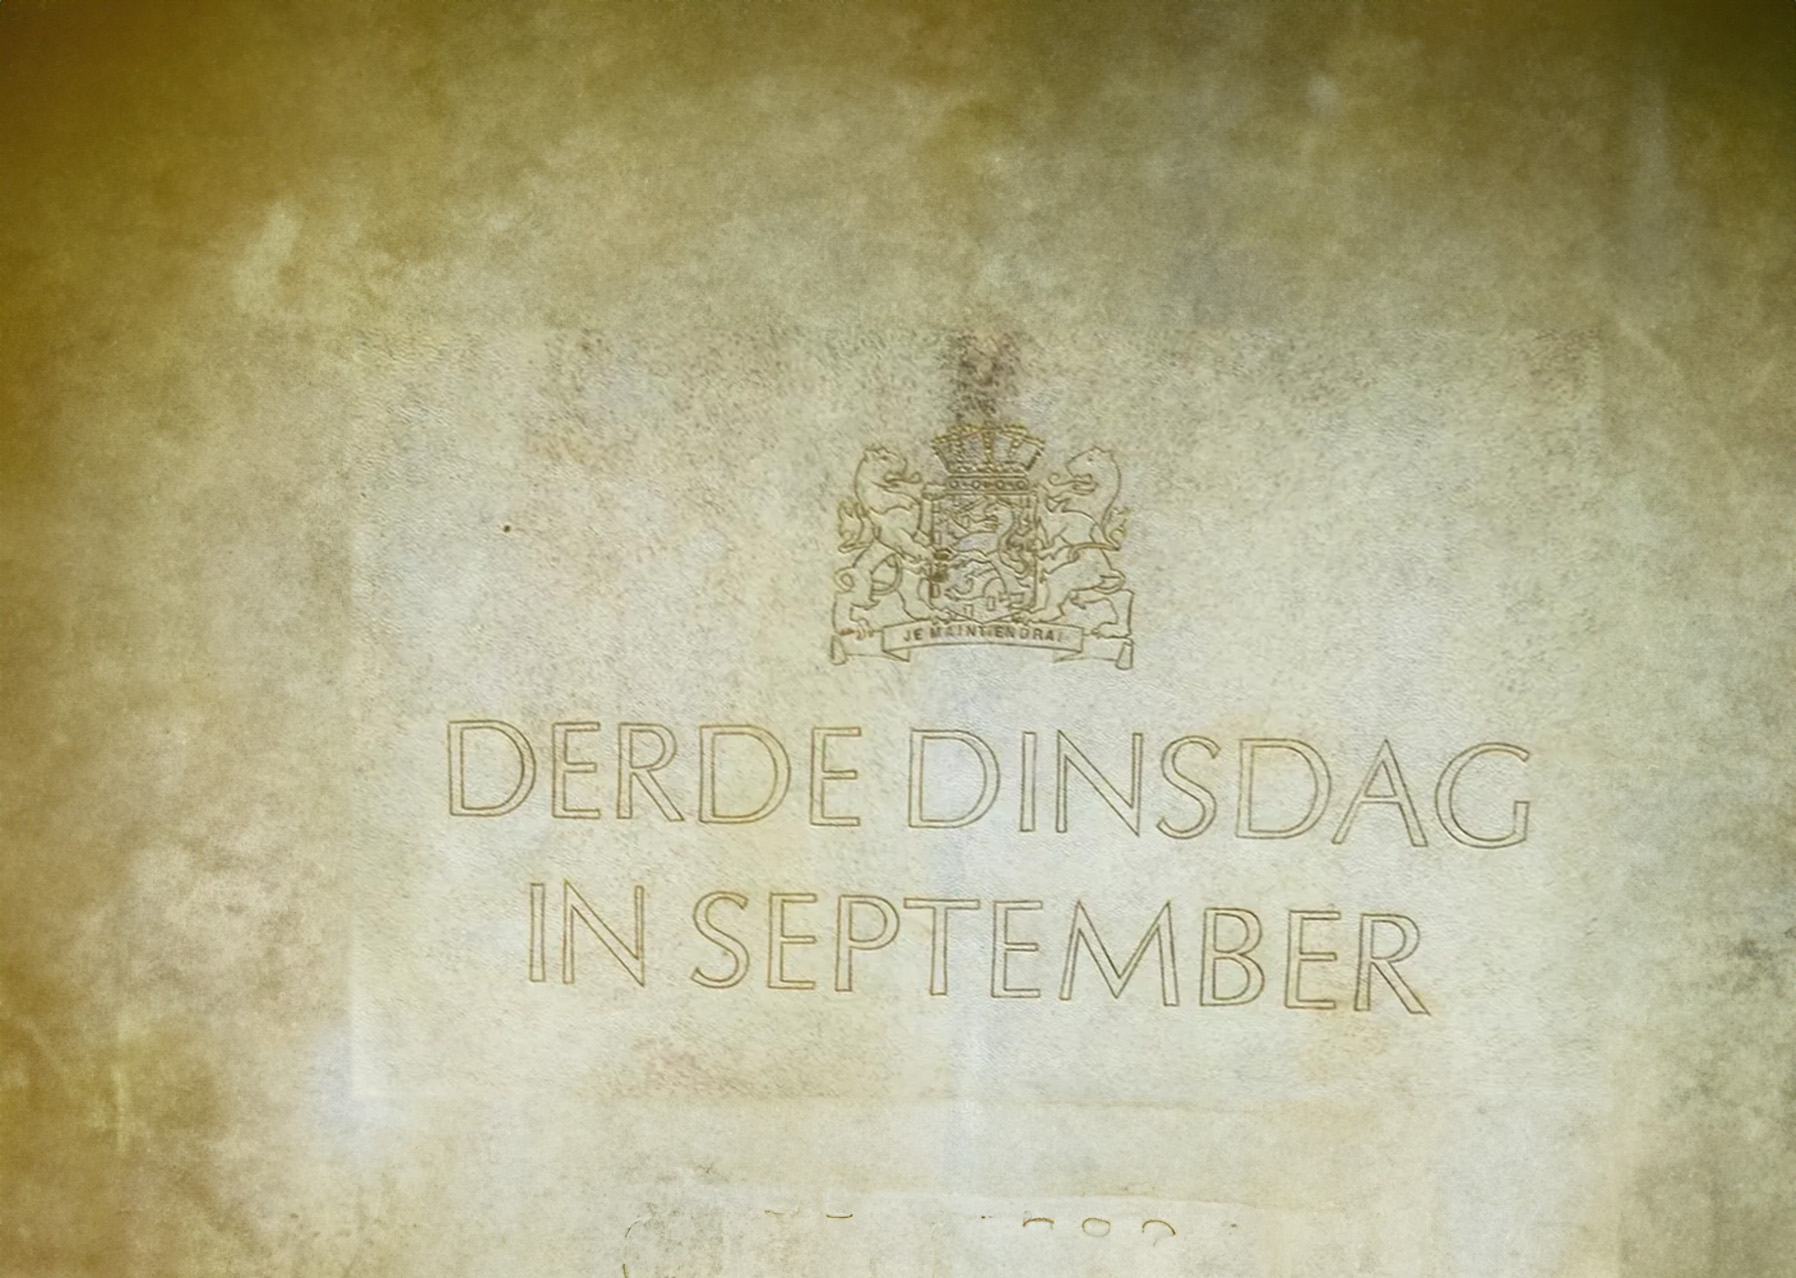 JE MAINTIENDRAI
DERDE DINSDAG
IN SEPTEMBER